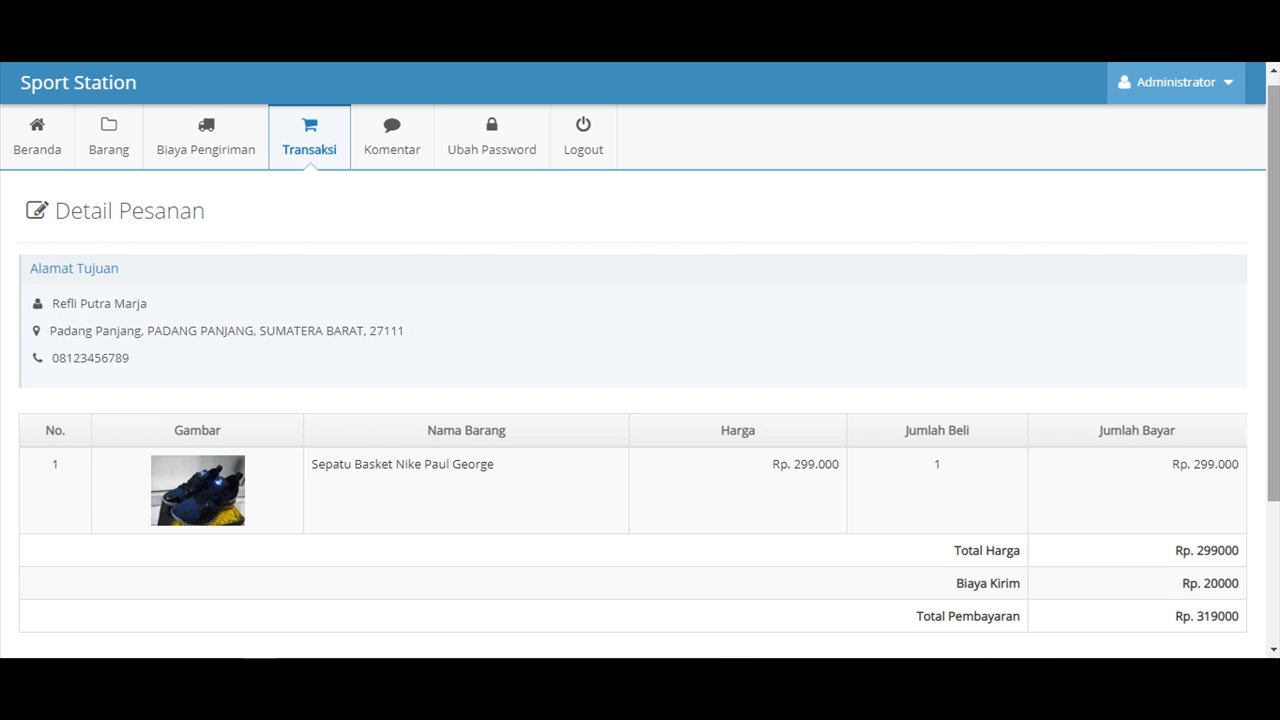 Sport Station
Administrator
Beranda
Barang
Biaya Pengiriman
Transaksi
Komentar
Ubah Password
Logout
Detail Pesanan
Alamat Tujuan
Refli Putra Marja
Padang Panjang, PADANG PANJANG, SUMATERA BARAT, 27111
08123456789
No. Gambar Nama Barang Harga Jumlah Beli Jumlah Bayar
1 Sepatu Basket Nike Paul George Rp. 299.000 1 Rp. 299.000
Total Harga Rp. 299000
Biaya Kirim Rp. 20000
Total Pembayaran Rp. 319000